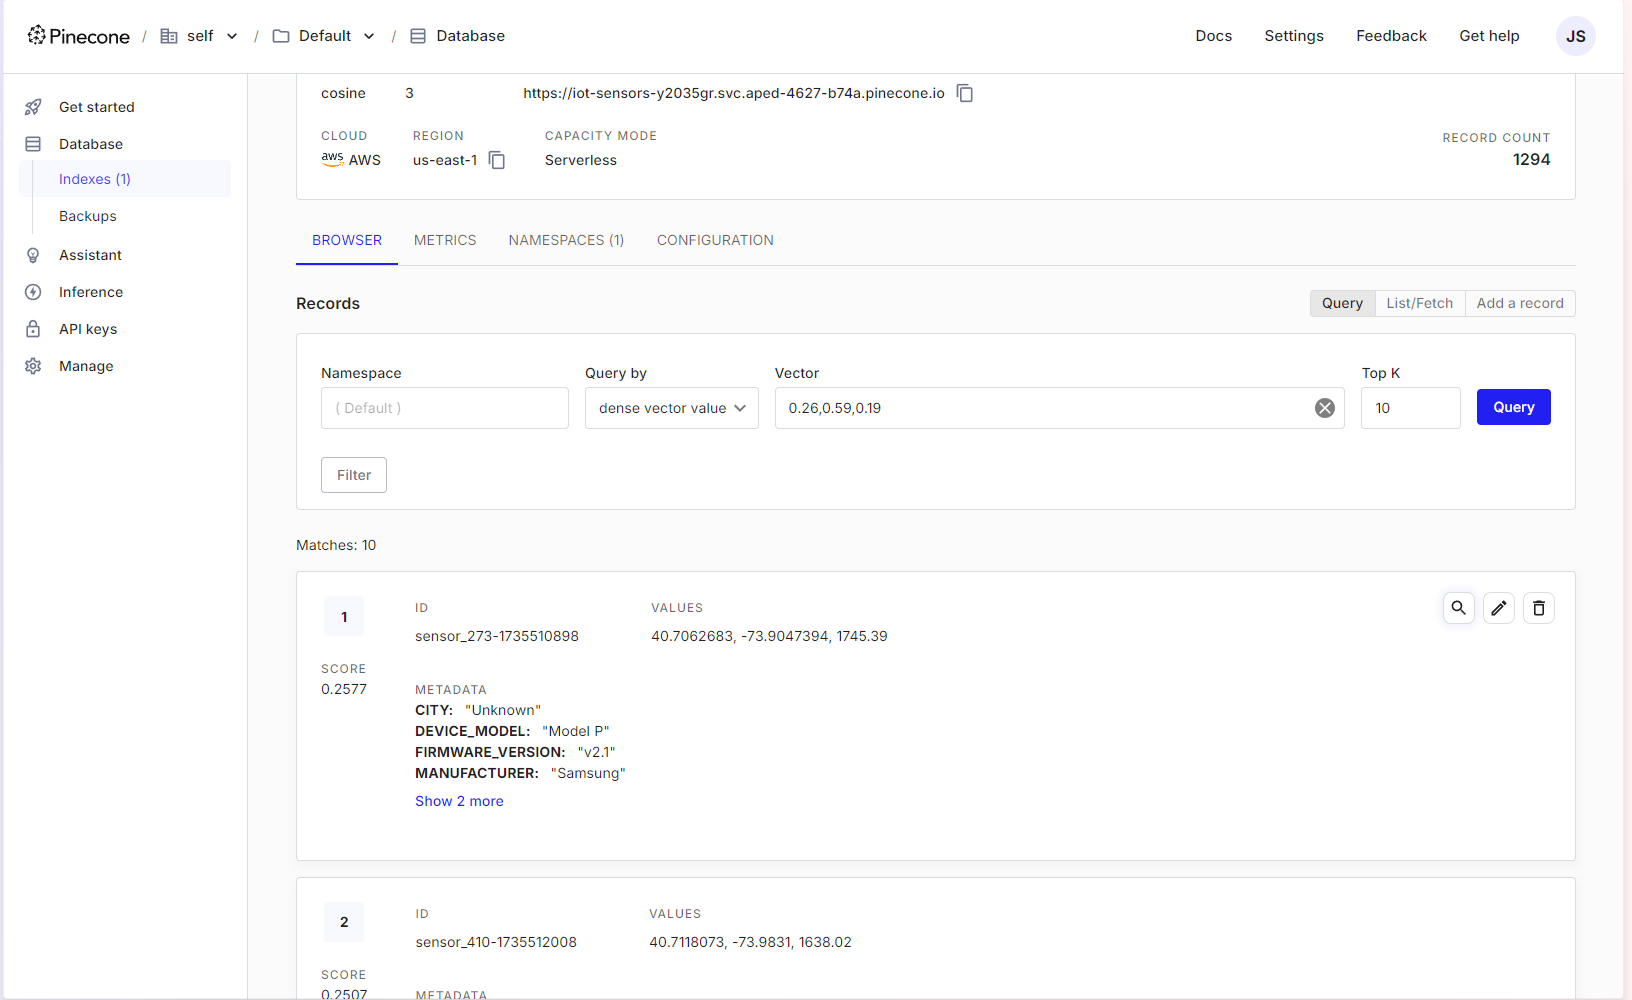 Pinecone / self / Default / Database Docs Settings Feedback Get help JS
Get started
Database
Indexes (1)
Backups
Assistant
Inference
API keys
Manage
cosine 3 https://iot-sensors-y2035gr.svc.aped-4627-b74a.pinecone.io
CLOUD REGION CAPACITY MODE RECORD COUNT
aws AWS us-east-1 Serverless 1294
BROWSER METRICS NAMESPACES (1) CONFIGURATION
Records Query List/Fetch Add a record
Namespace Query by Vector Top K
( Default ) dense vector value 0.26,0.59,0.19 10 Query
Filter
Matches: 10
1 ID VALUES
sensor_273-1735510898 40.7062683, -73.9047394, 1745.39
SCORE
0.2577
METADATA
CITY: "Unknown"
DEVICE_MODEL: "Model P"
FIRMWARE_VERSION: "v2.1"
MANUFACTURER: "Samsung"
Show 2 more
2 ID VALUES
sensor_410-1735512008 40.7118073, -73.9831, 1638.02
SCORE
0.2507
METADATA